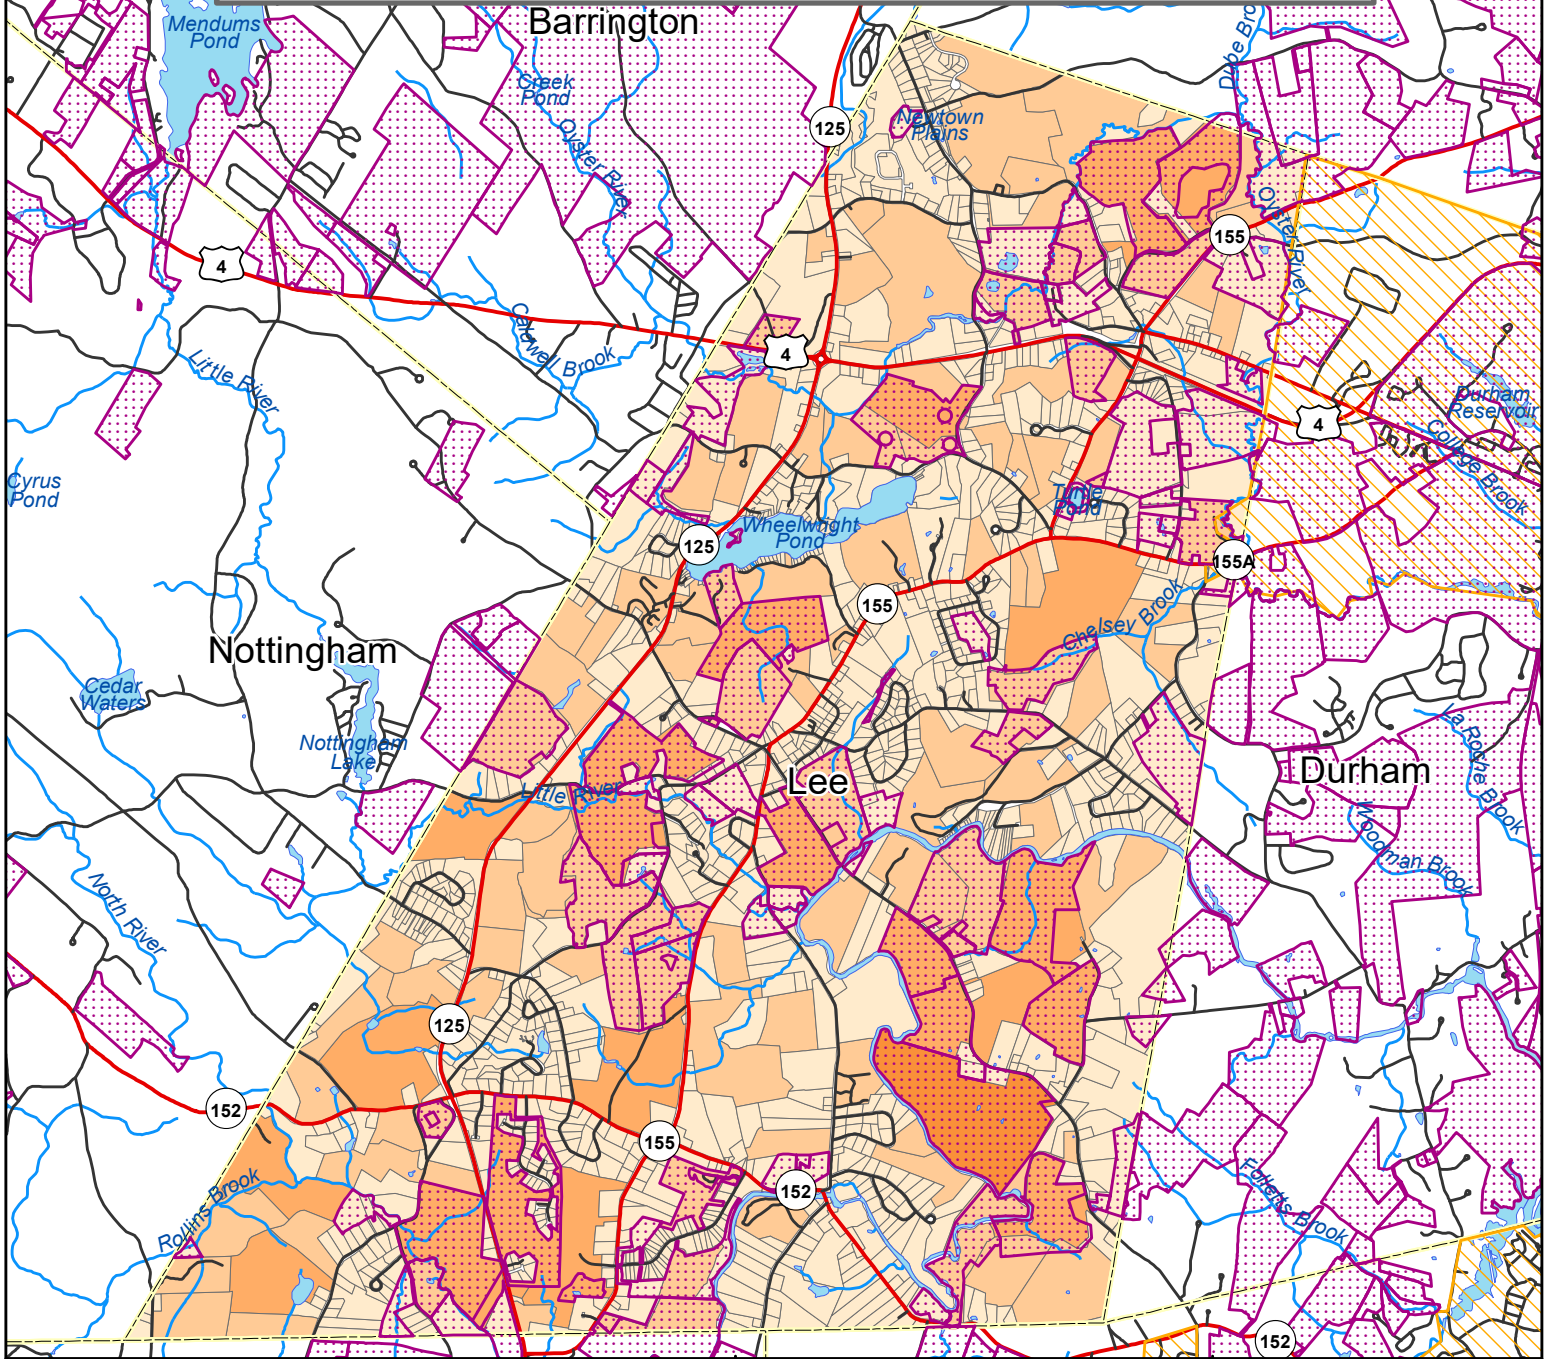 Mendums
Pond
Barrington
Dube Bro
Creek
Pond
125
Newtown
Plains
Oyster River
Oyster River
155
4
Caldwell Brook
4
Little River
4
Durham
Reservoir
College Brook
Cyrus
Pond
Turtle
Pond
Wheelwright
Pond
125
155A
155
Chelsey Brook
Nottingham
Cedar
Waters
Nottingham
Lake
La Roche Brook
Durham
Lee
Little River
Woodman Brook
North River
125
152
155
152
Rollins Brook
Folletts Brook
152